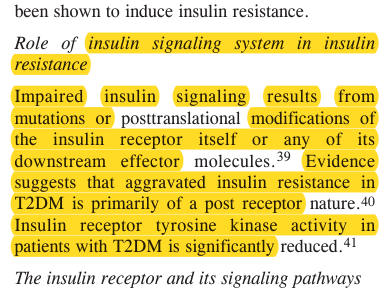 been shown to induce insulin resistance.
Role of insulin signaling system in insulin
resistance
Impaired insulin signaling results from
mutations or posttranslational modifications of
the insulin receptor itself or any of its
downstream effector molecules.39 Evidence
suggests that aggravated insulin resistance in
T2DM is primarily of a post receptor nature.40
Insulin receptor tyrosine kinase activity in
patients with T2DM is significantly reduced.41
The insulin receptor and its signaling pathways